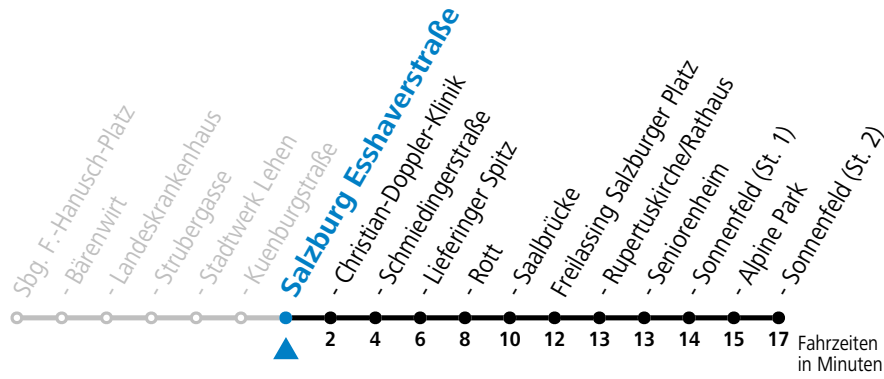 Sbg. F.-Hanusch-Platz
- Bärenwirt
- Landeskrankenhaus
- Strubergasse
- Stadtwerk Lehen
- Kuenburgstraße
Salzburg Esshaverstraße
- Christian-Doppler-Klinik
- Schmiedingerstraße
- Lieferinger Spitz
- Rott
- Saalbrücke
Freilassing Salzburger Platz
- Rupertuskirche/Rathaus
- Seniorenheim
- Sonnenfeld (St. 1)
- Alpine Park
- Sonnenfeld (St. 2)
2 4 6 8 10 12 13 13 14 15 17
Fahrzeiten
in Minuten